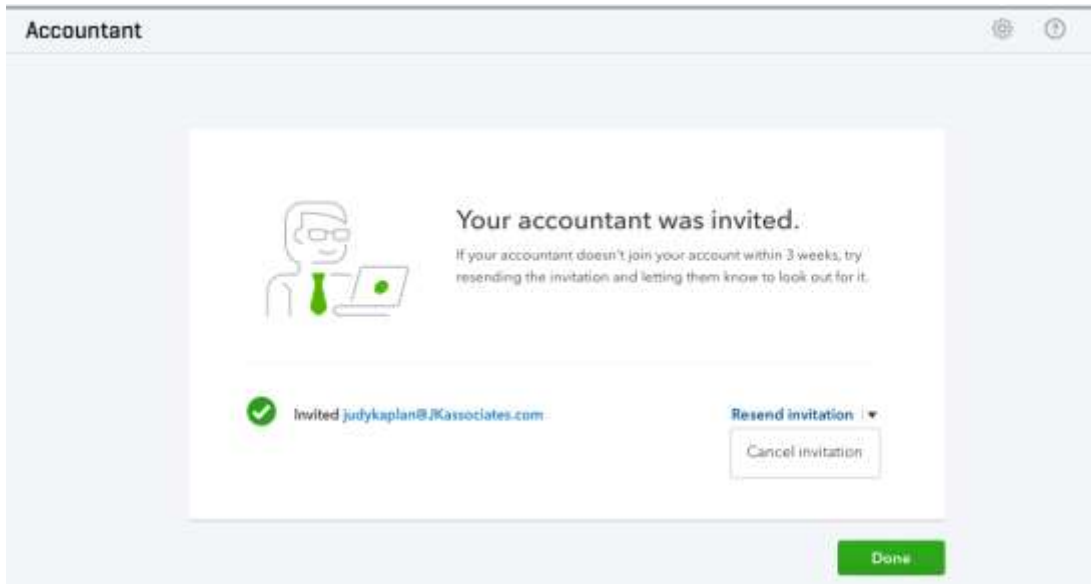 Accountant
Your accountant was invited.
If your accountant doesn't join your account within 3 weeks, try
resending the invitation and letting them know to look out for it.
Invited judykaplan@JKassociates.com
Resend invitation
Cancel invitation
Done